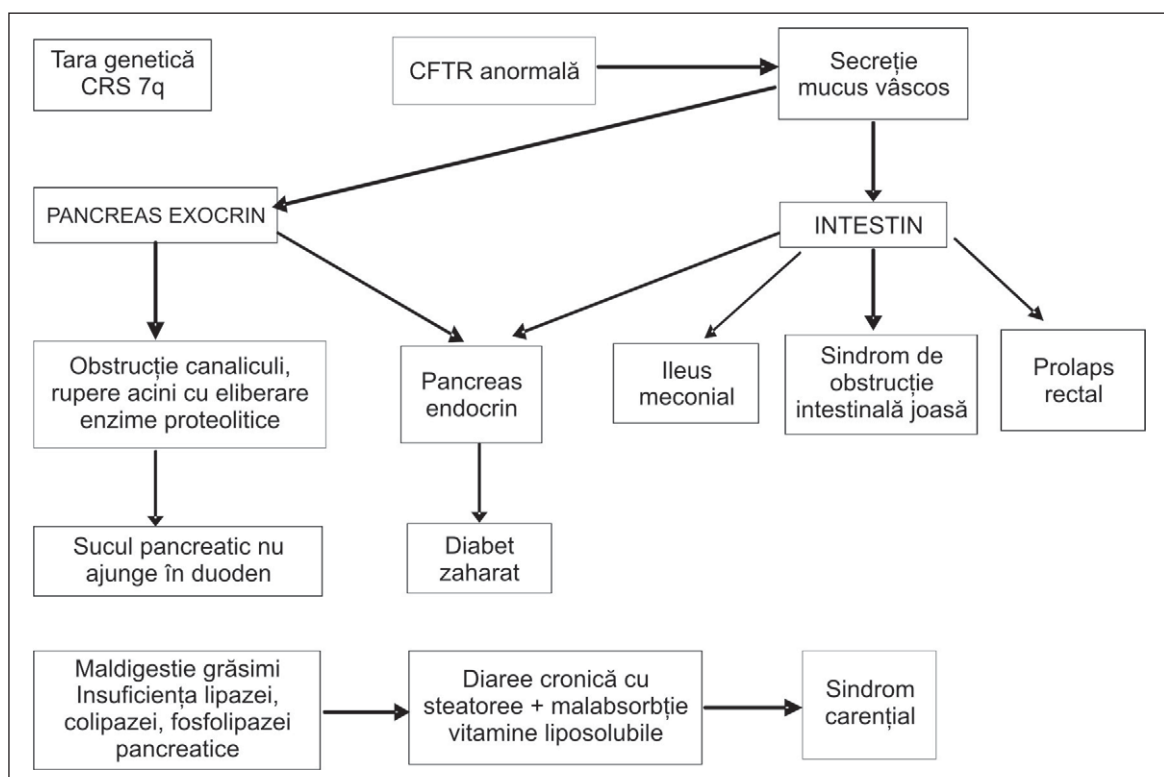 Tara genetică
CRS 7q
CFTR anormală
Secreție
mucus vâscos
PANCREAS EXOCRIN
INTESTIN
Obstrucție canaliculi,
rupere acini cu eliberare
enzime proteolitice
Pancreas
endocrin
Ileus
meconial
Sindrom de
obstrucție
intestinală joasă
Prolaps
rectal
Sucul pancreatic nu
ajunge în duoden
Diabet
zaharat
Maldigestie grăsimi
Insuficiența lipazei,
colipazei, fosfolipazei
pancreatice
Diaree cronică cu
steatoree + malabsorbție
vitamine liposolubile
Sindrom
carențial